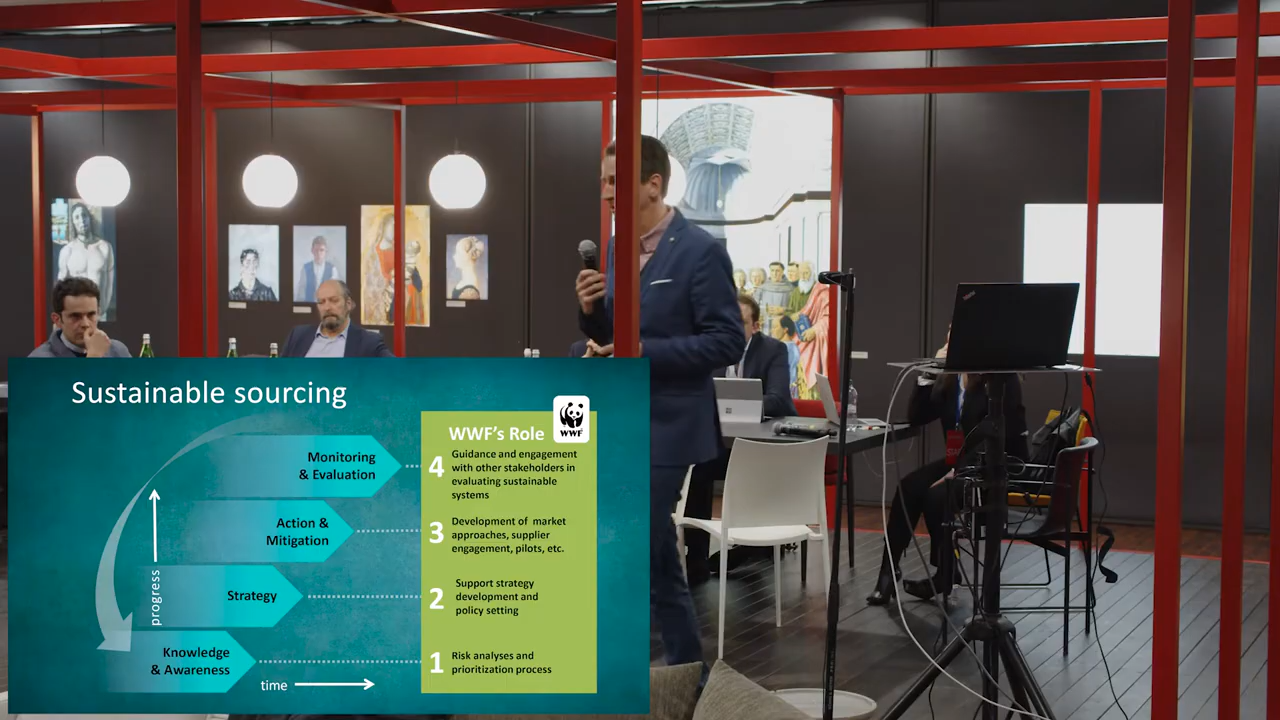 Sustainable sourcing
WWF's Role
WWF
Monitoring
& Evaluation
4
Guidance and engagement
with other stakeholders in
evaluating sustainable
systems
Action &
Mitigation
3
Development of market
approaches, supplier
engagement, pilots, etc.
Strategy
2
Support strategy
development and
policy setting
Knowledge
& Awareness
1
Risk analyses and
prioritization process
progress
time